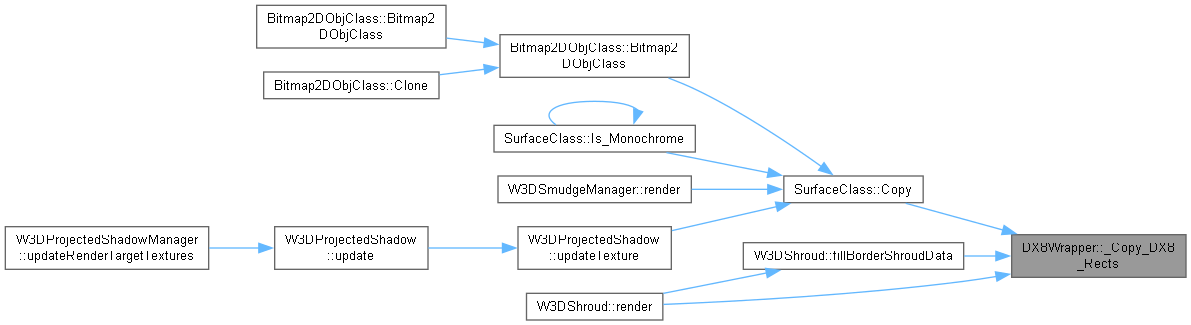 Bitmap2DObjClass::Bitmap2
DObjClass
Bitmap2DObjClass::Bitmap2
DObjClass
Bitmap2DObjClass::Clone
SurfaceClass::Is_Monochrome
W3DSmudgeManager::render
SurfaceClass::Copy
W3DProjectedShadowManager
::updateRenderTargetTextures
W3DProjectedShadow
::update
W3DProjectedShadow
::updateTexture
W3DShroud::fillBorderShroudData
DX8Wrapper::_Copy_DX8
_Rects
W3DShroud::render